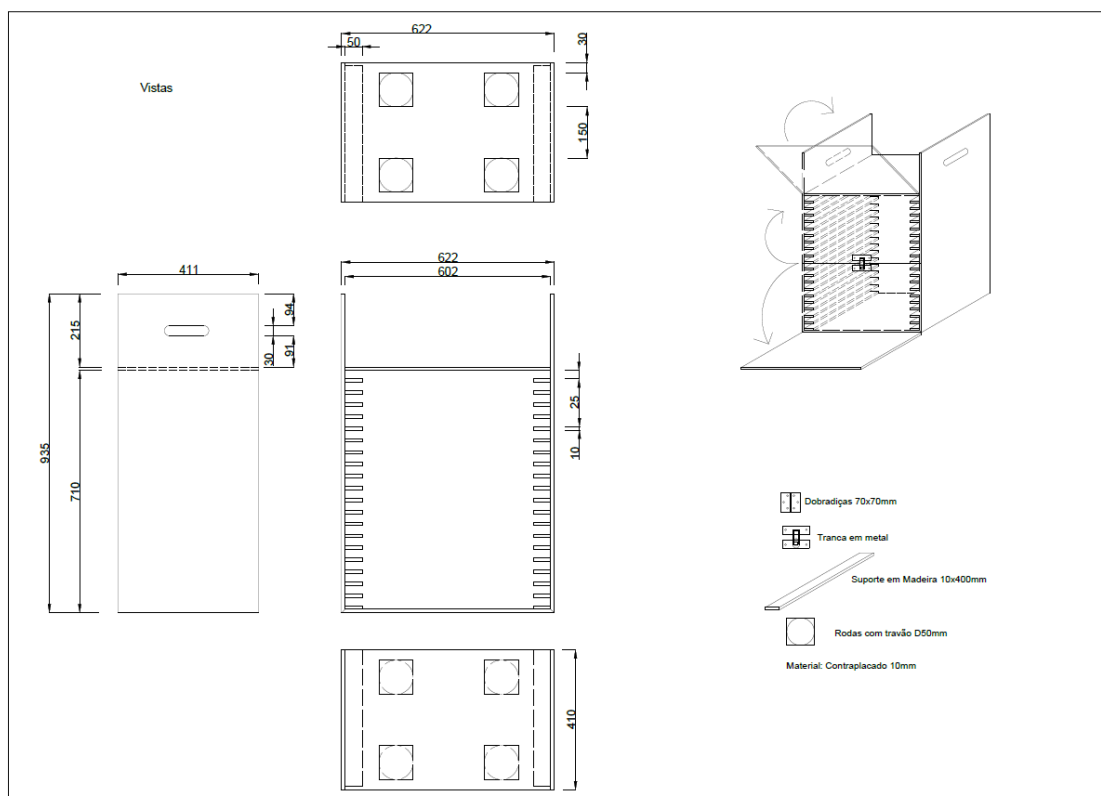 622
50
30
Vistas
150
622
602
411
94
215
30
91
25
10
935
710
Dobradiças 70x70mm
Tranca em metal
Suporte em Madeira 10x400mm
Rodas com travão D50mm
Material: Contraplacado 10mm
410